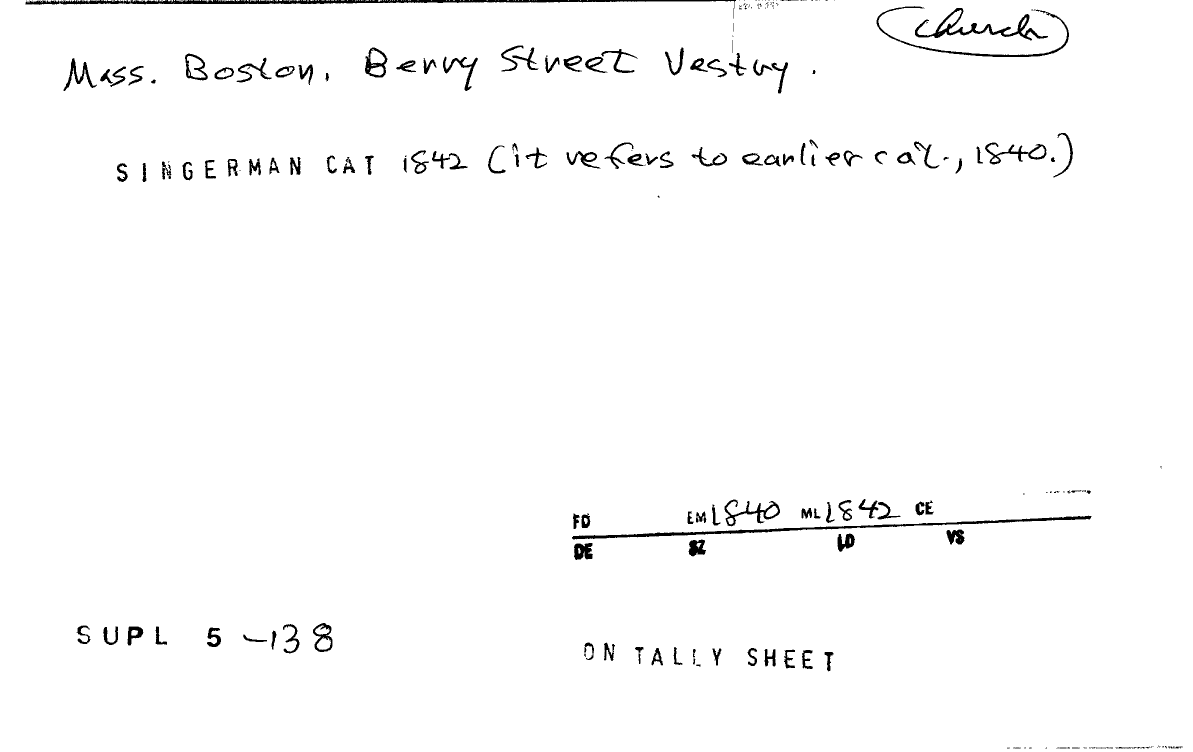 Church
Mass. Boston. Berry Street Vestry.
SINGERMAN CAT 1842 (it refers to earlier cat., 1840.)
FD EM 1840 ML 1842 CE
DE SZ LD VS
SUPL 5 -138
ON TALLY SHEET